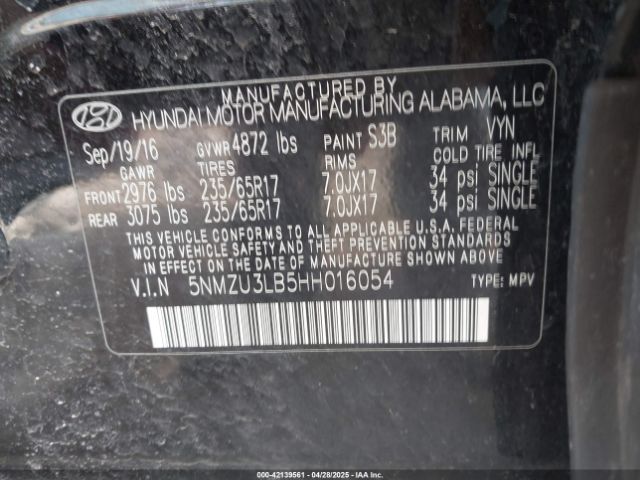 MANUFACTURED BY
HYUNDAI MOTOR MANUFACTURING ALABAMA, LLC
Sep/19/16 GVWR 4872 lbs PAINT S3B TRIM VYN
GAWR TIRES RIMS COLD TIRE INFL
FRONT 2976 lbs 235/65R17 7.0JX17 34 psi SINGLE
REAR 3075 lbs 235/65R17 7.0JX17 34 psi SINGLE
THIS VEHICLE CONFORMS TO ALL APPLICABLE U.S.A. FEDERAL
MOTOR VEHICLE SAFETY AND THEFT PREVENTION STANDARDS
IN EFFECT ON THE DATE OF MANUFACTURE SHOWN ABOVE.
V.I.N 5NMZU3LB5HH016054 TYPE: MPV
000-42139561 04/28/2025 IAAI.COM